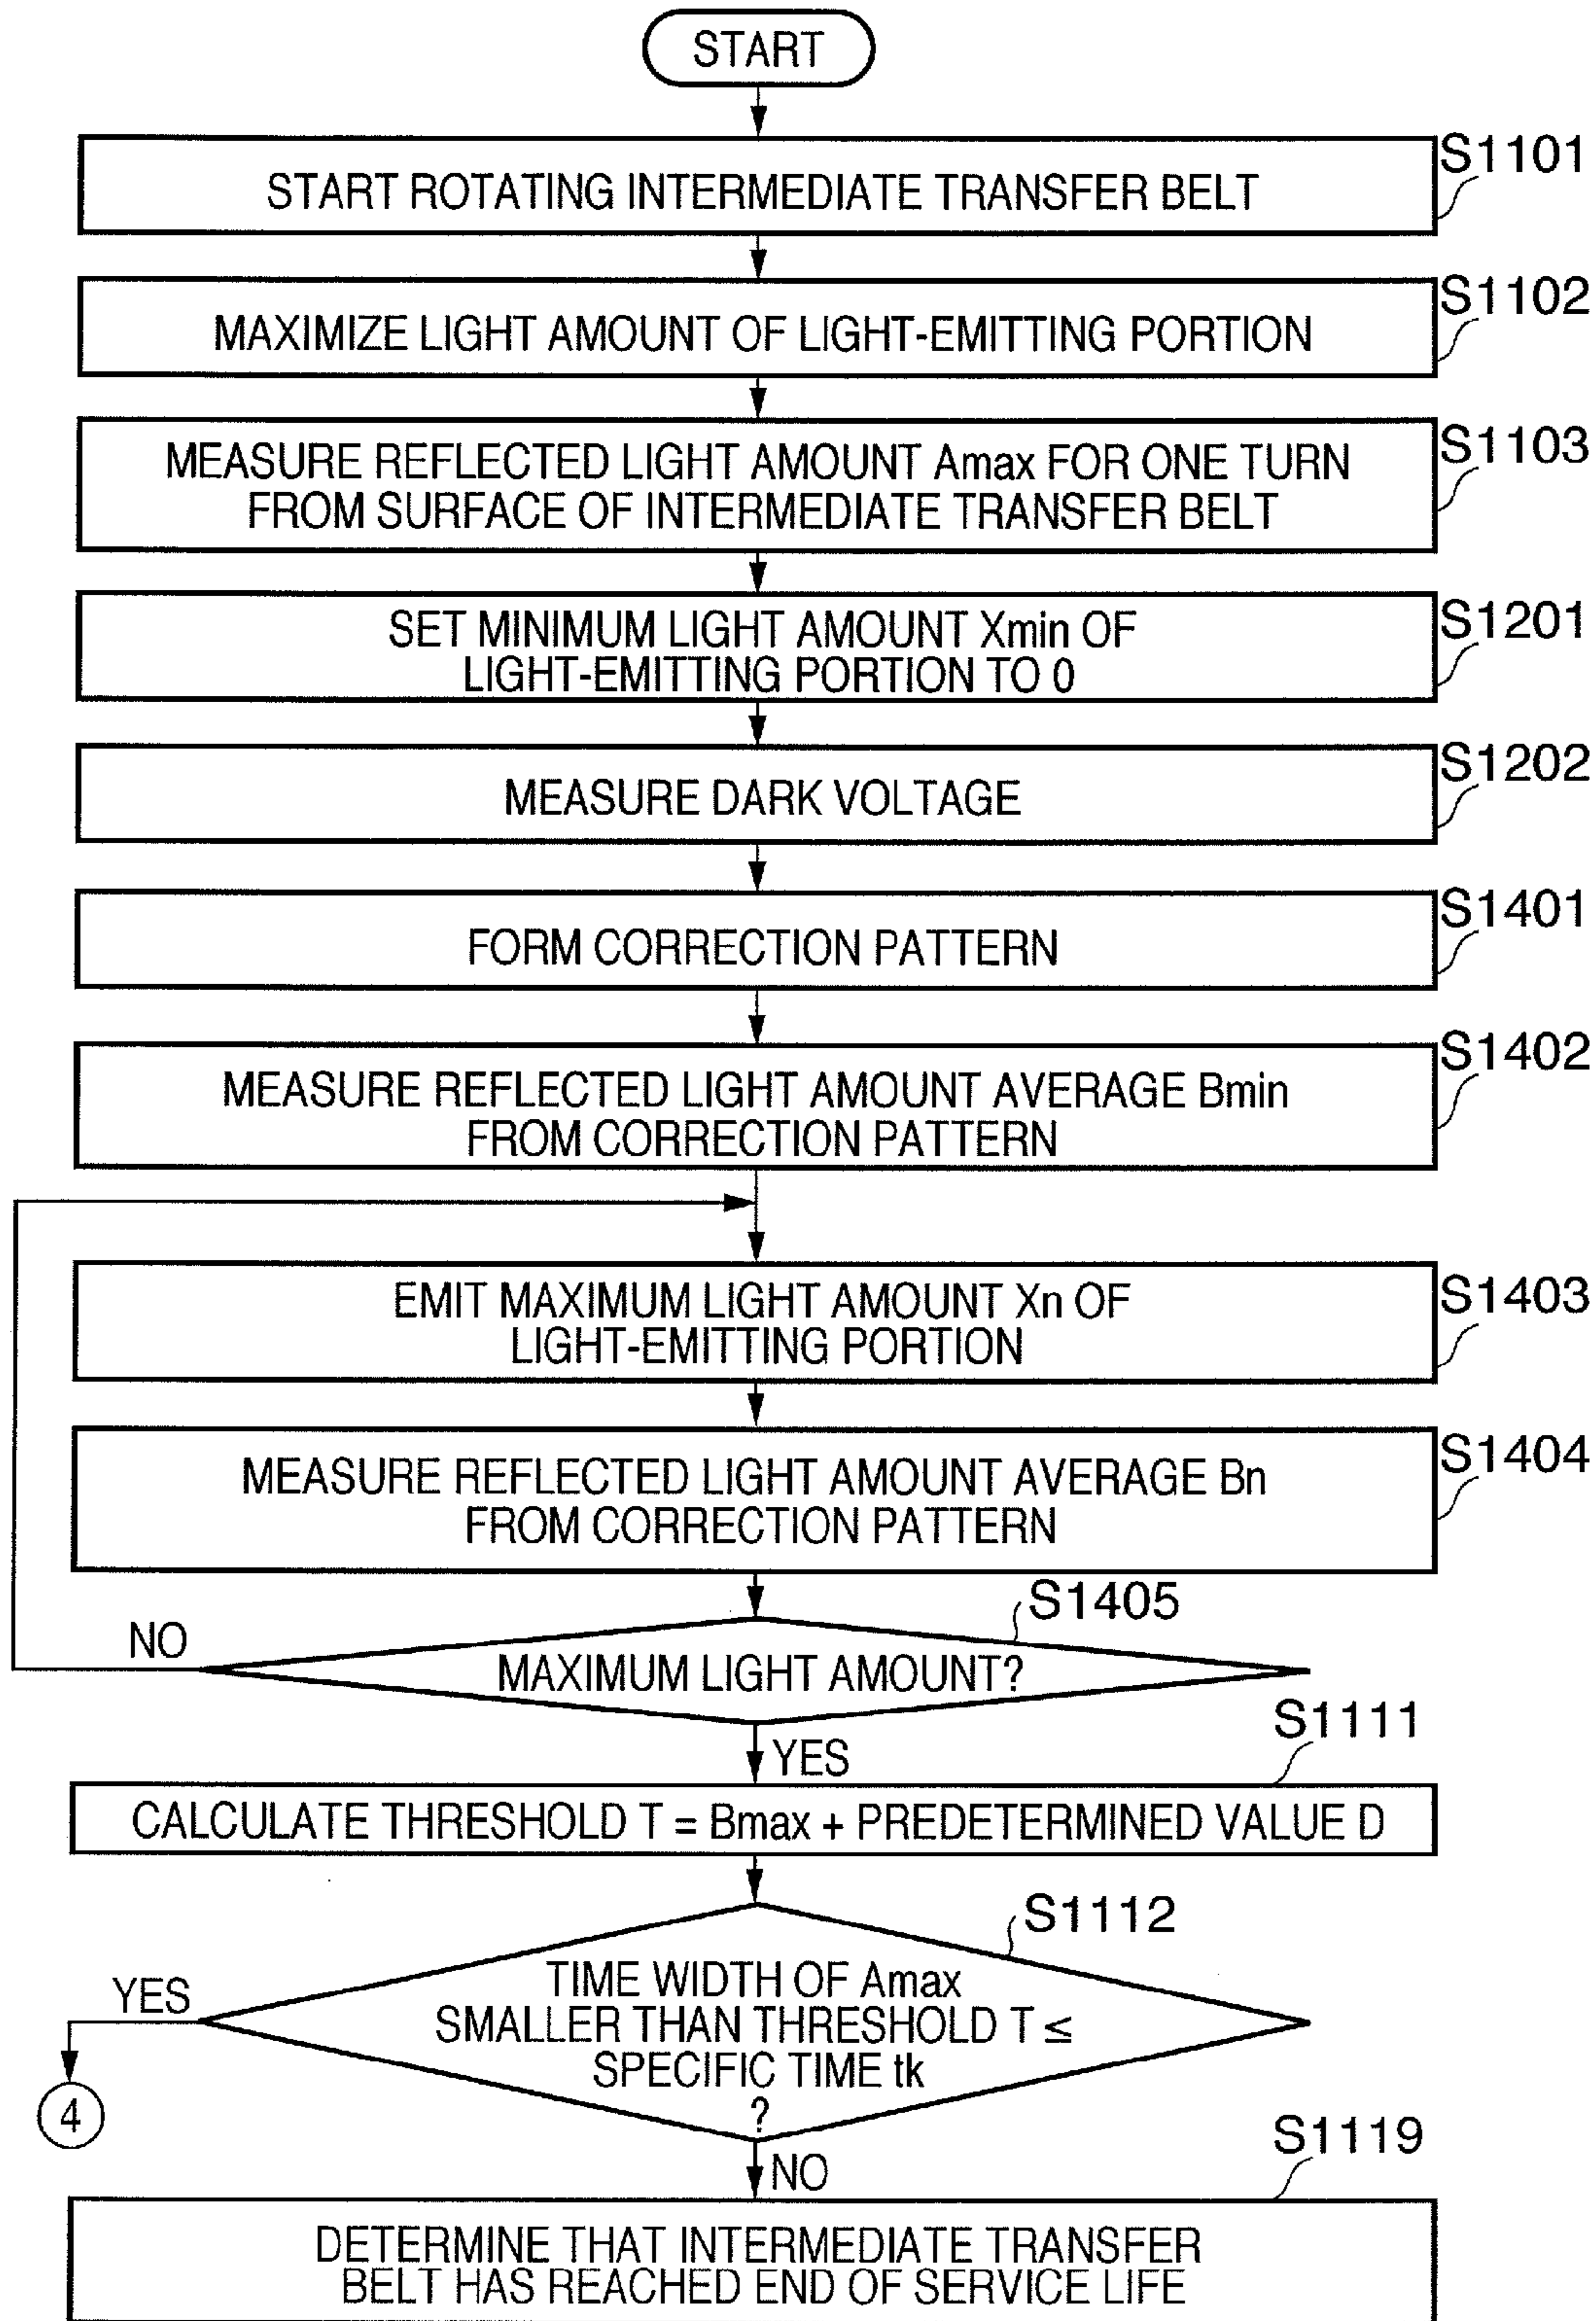 START
S1101
START ROTATING INTERMEDIATE TRANSFER BELT
S1102
MAXIMIZE LIGHT AMOUNT OF LIGHT-EMITTING PORTION
S1103
MEASURE REFLECTED LIGHT AMOUNT Amax FOR ONE TURN
FROM SURFACE OF INTERMEDIATE TRANSFER BELT
S1201
SET MINIMUM LIGHT AMOUNT Xmin OF
LIGHT-EMITTING PORTION TO 0
S1202
MEASURE DARK VOLTAGE
S1401
FORM CORRECTION PATTERN
S1402
MEASURE REFLECTED LIGHT AMOUNT AVERAGE Bmin
FROM CORRECTION PATTERN
S1403
EMIT MAXIMUM LIGHT AMOUNT Xn OF
LIGHT-EMITTING PORTION
S1404
MEASURE REFLECTED LIGHT AMOUNT AVERAGE Bn
FROM CORRECTION PATTERN
S1405
NO
MAXIMUM LIGHT AMOUNT?
S1111
YES
CALCULATE THRESHOLD T = Bmax + PREDETERMINED VALUE D
S1112
YES
TIME WIDTH OF Amax
SMALLER THAN THRESHOLD T ≤
SPECIFIC TIME tk
?
4
S1119
NO
DETERMINE THAT INTERMEDIATE TRANSFER
BELT HAS REACHED END OF SERVICE LIFE